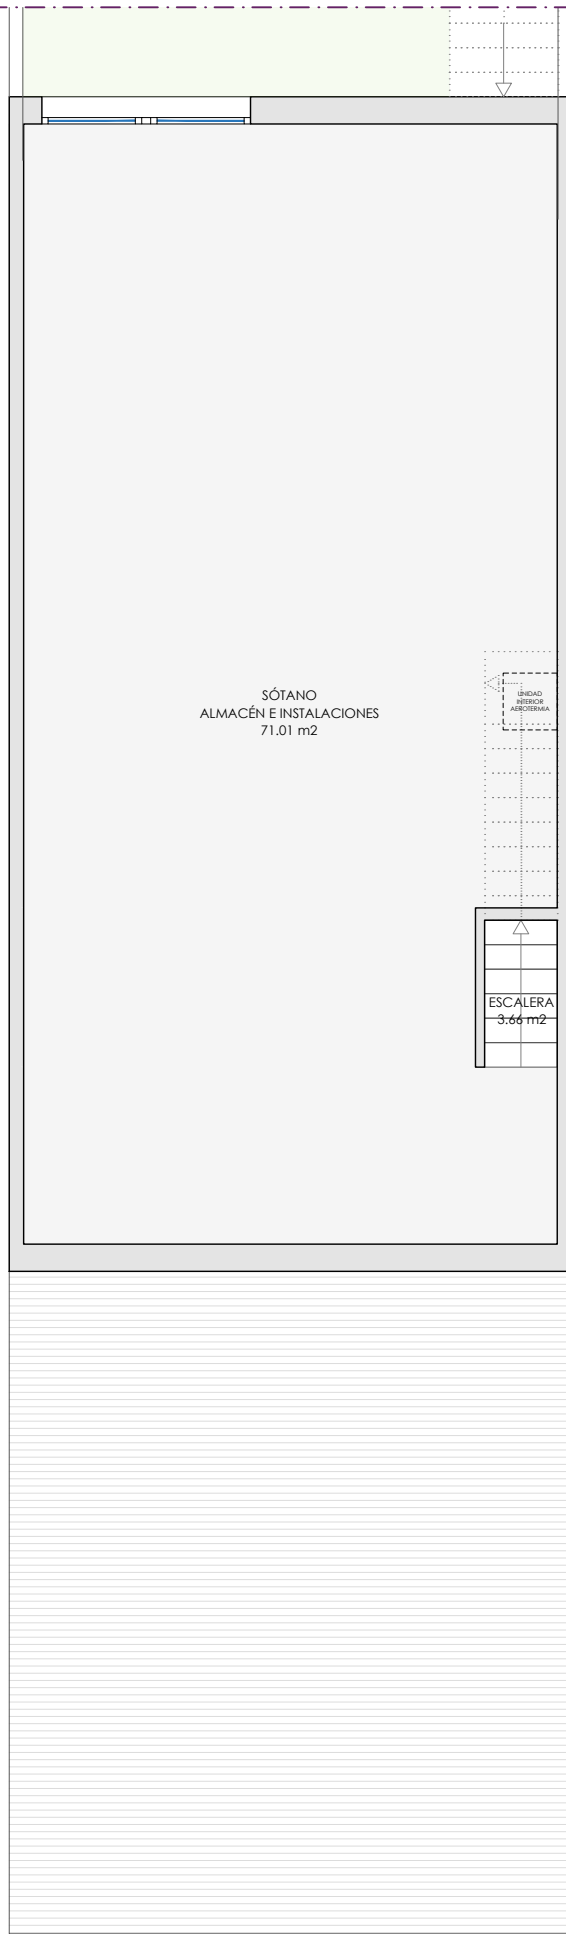 SÓTANO
ALMACÉN E INSTALACIONES
71.01 m2
UNIDAD
INTERIOR
AEROTERMIA
ESCALERA
3.66 m2